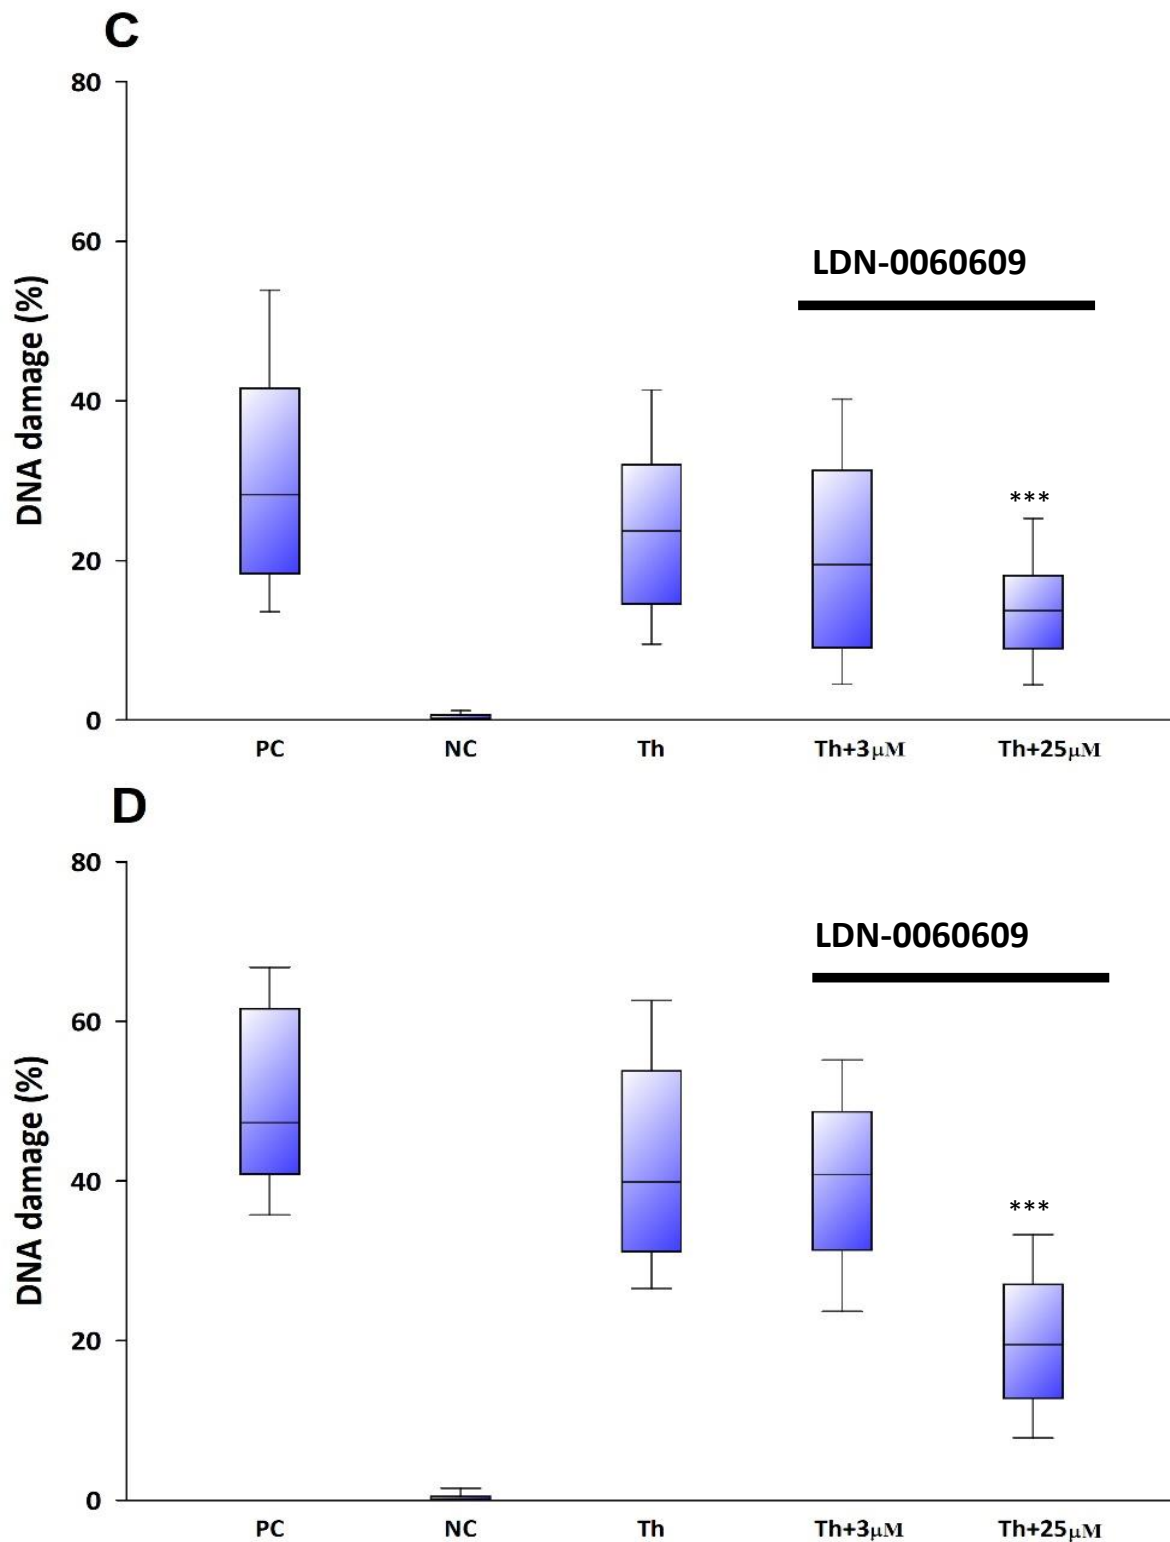 C
80
60
40
20
0
DNA damage (%)
LDN-0060609
***
PC NC Th Th+3μM Th+25μM
D
80
60
40
20
0
DNA damage (%)
LDN-0060609
***
PC NC Th Th+3μM Th+25μM